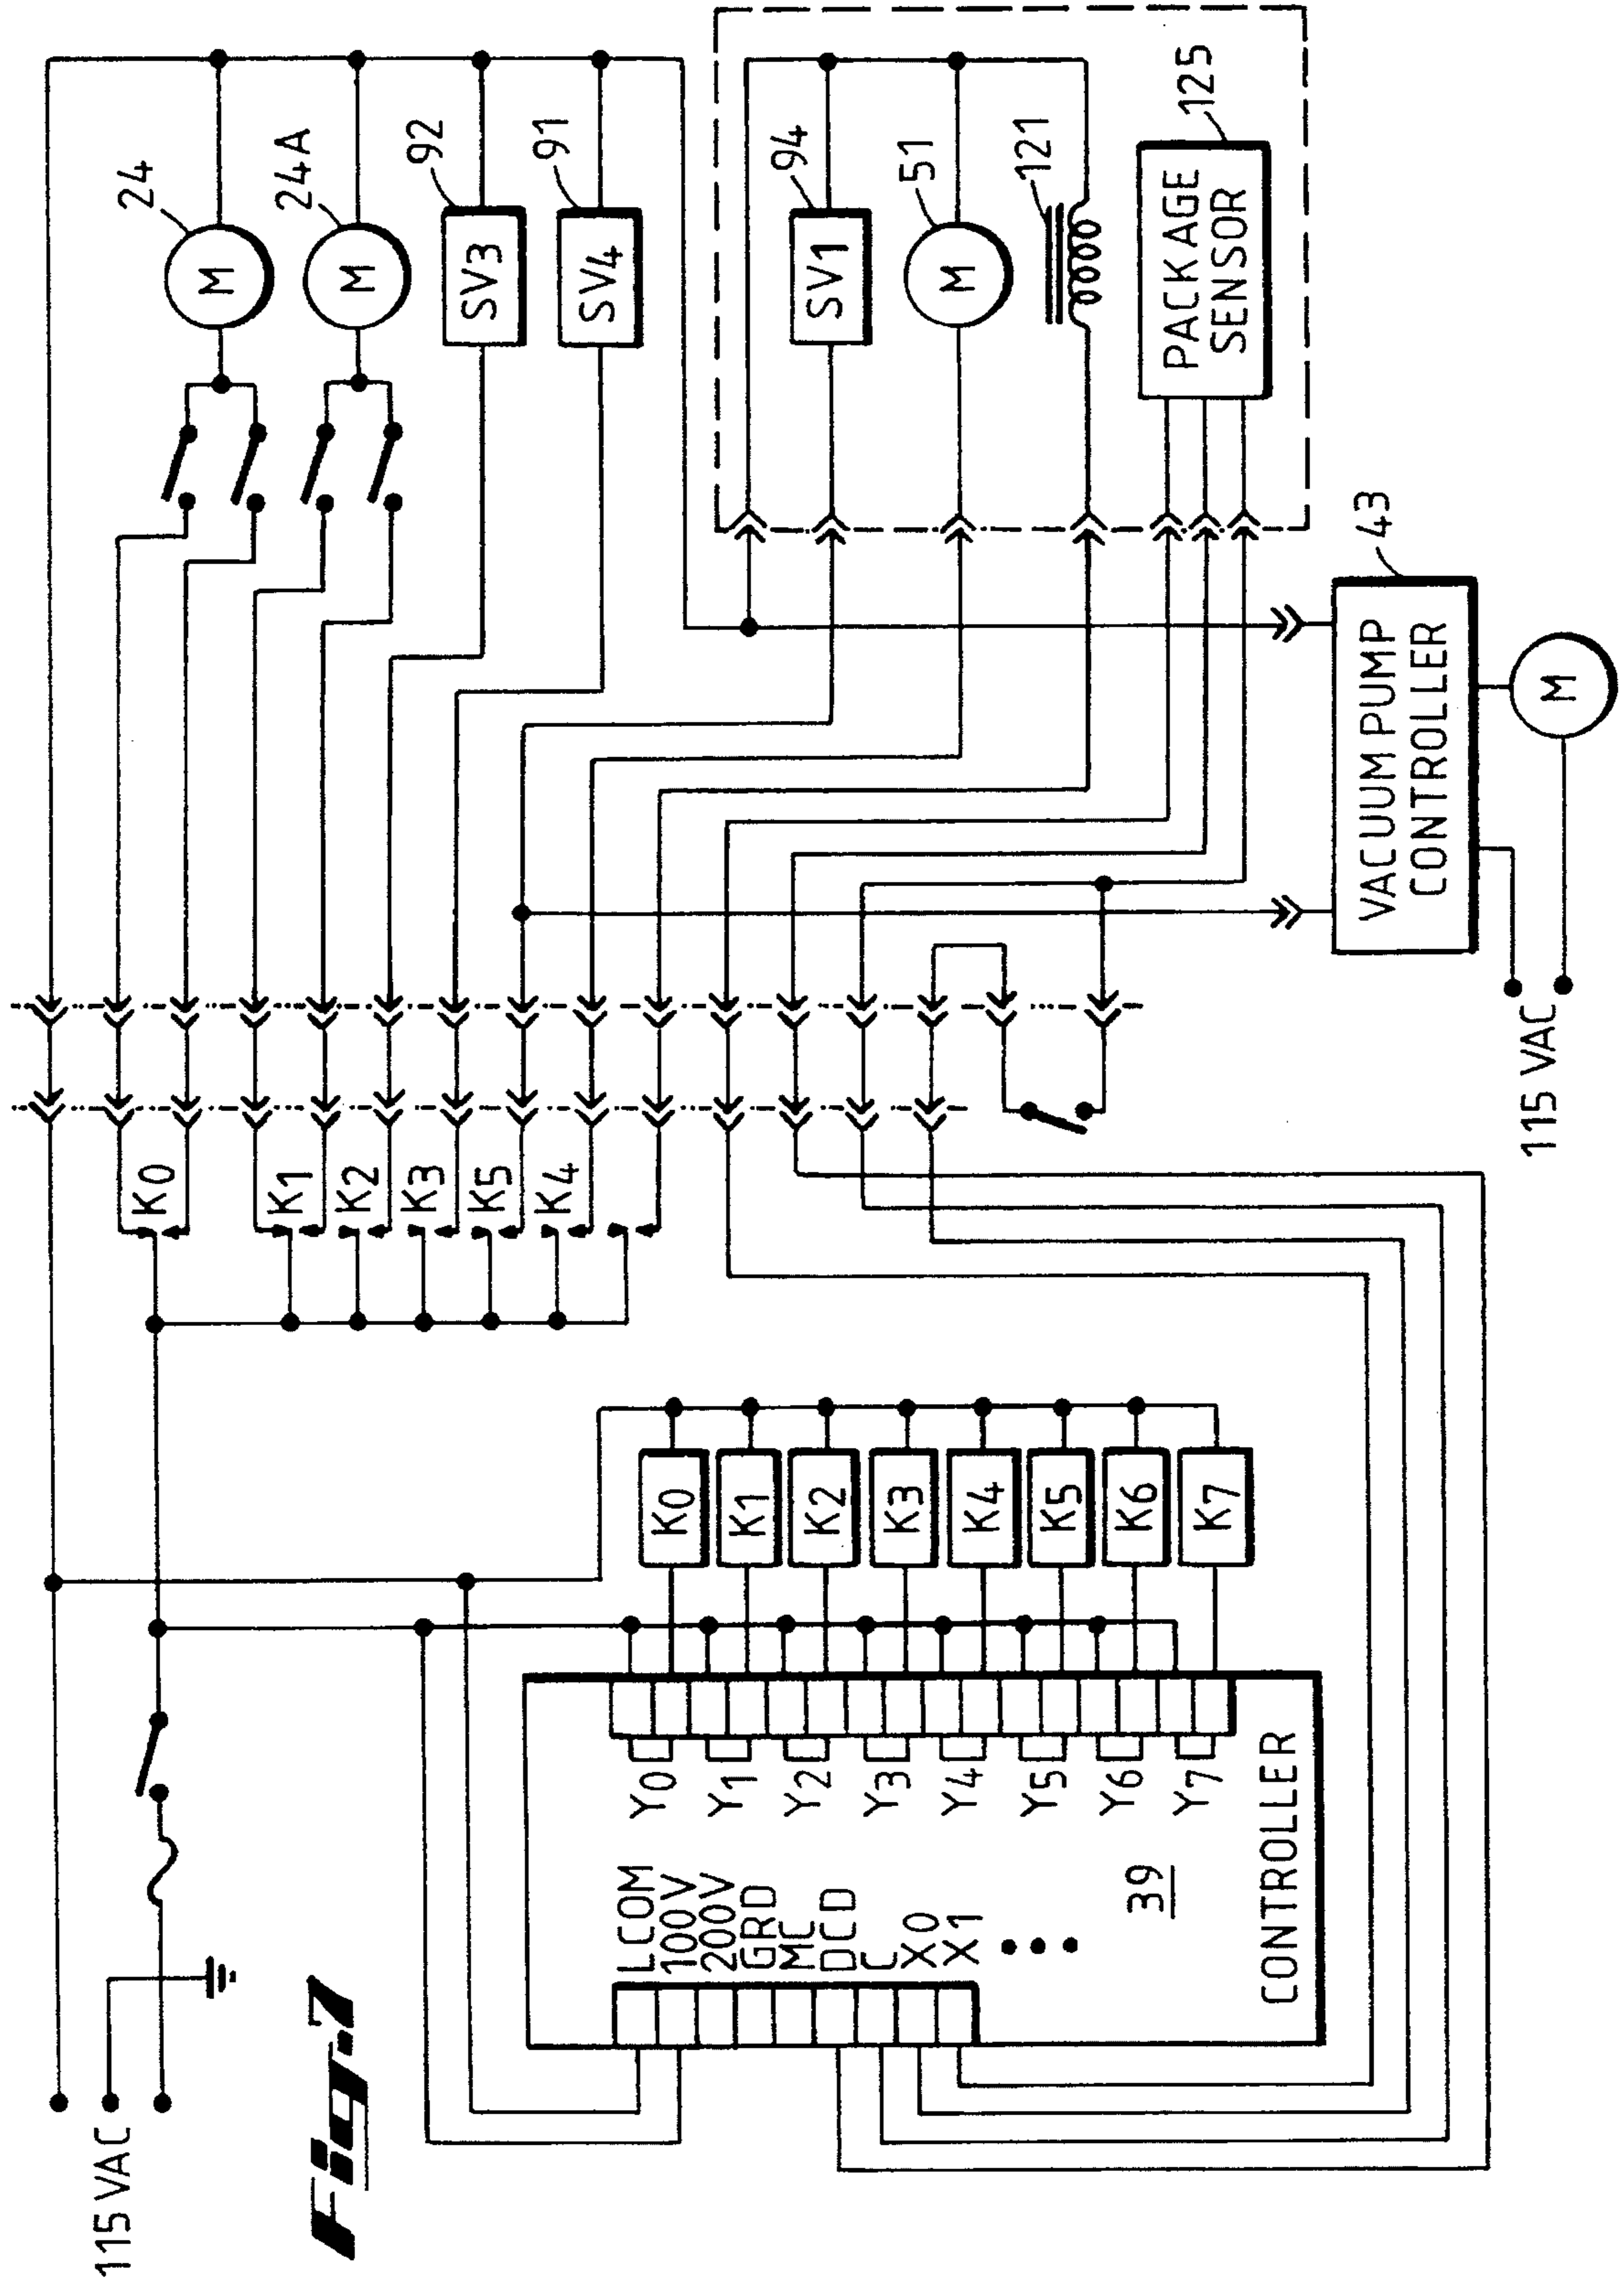 Fig.7
115 VAC
LCOM
100V
200V
GRD
MC
DCD
C
X0
X1
39
CONTROLLER
Y0
Y1
Y2
Y3
Y4
Y5
Y6
Y7
K0
K1
K2
K3
K4
K5
K6
K7
K0
K1
K2
K3
K5
K4
115 VAC
VACUUM PUMP
CONTROLLER
43
M
M
24
M
24A
SV3
92
SV4
91
SV1
94
M
51
121
PACKAGE
SENSOR
125